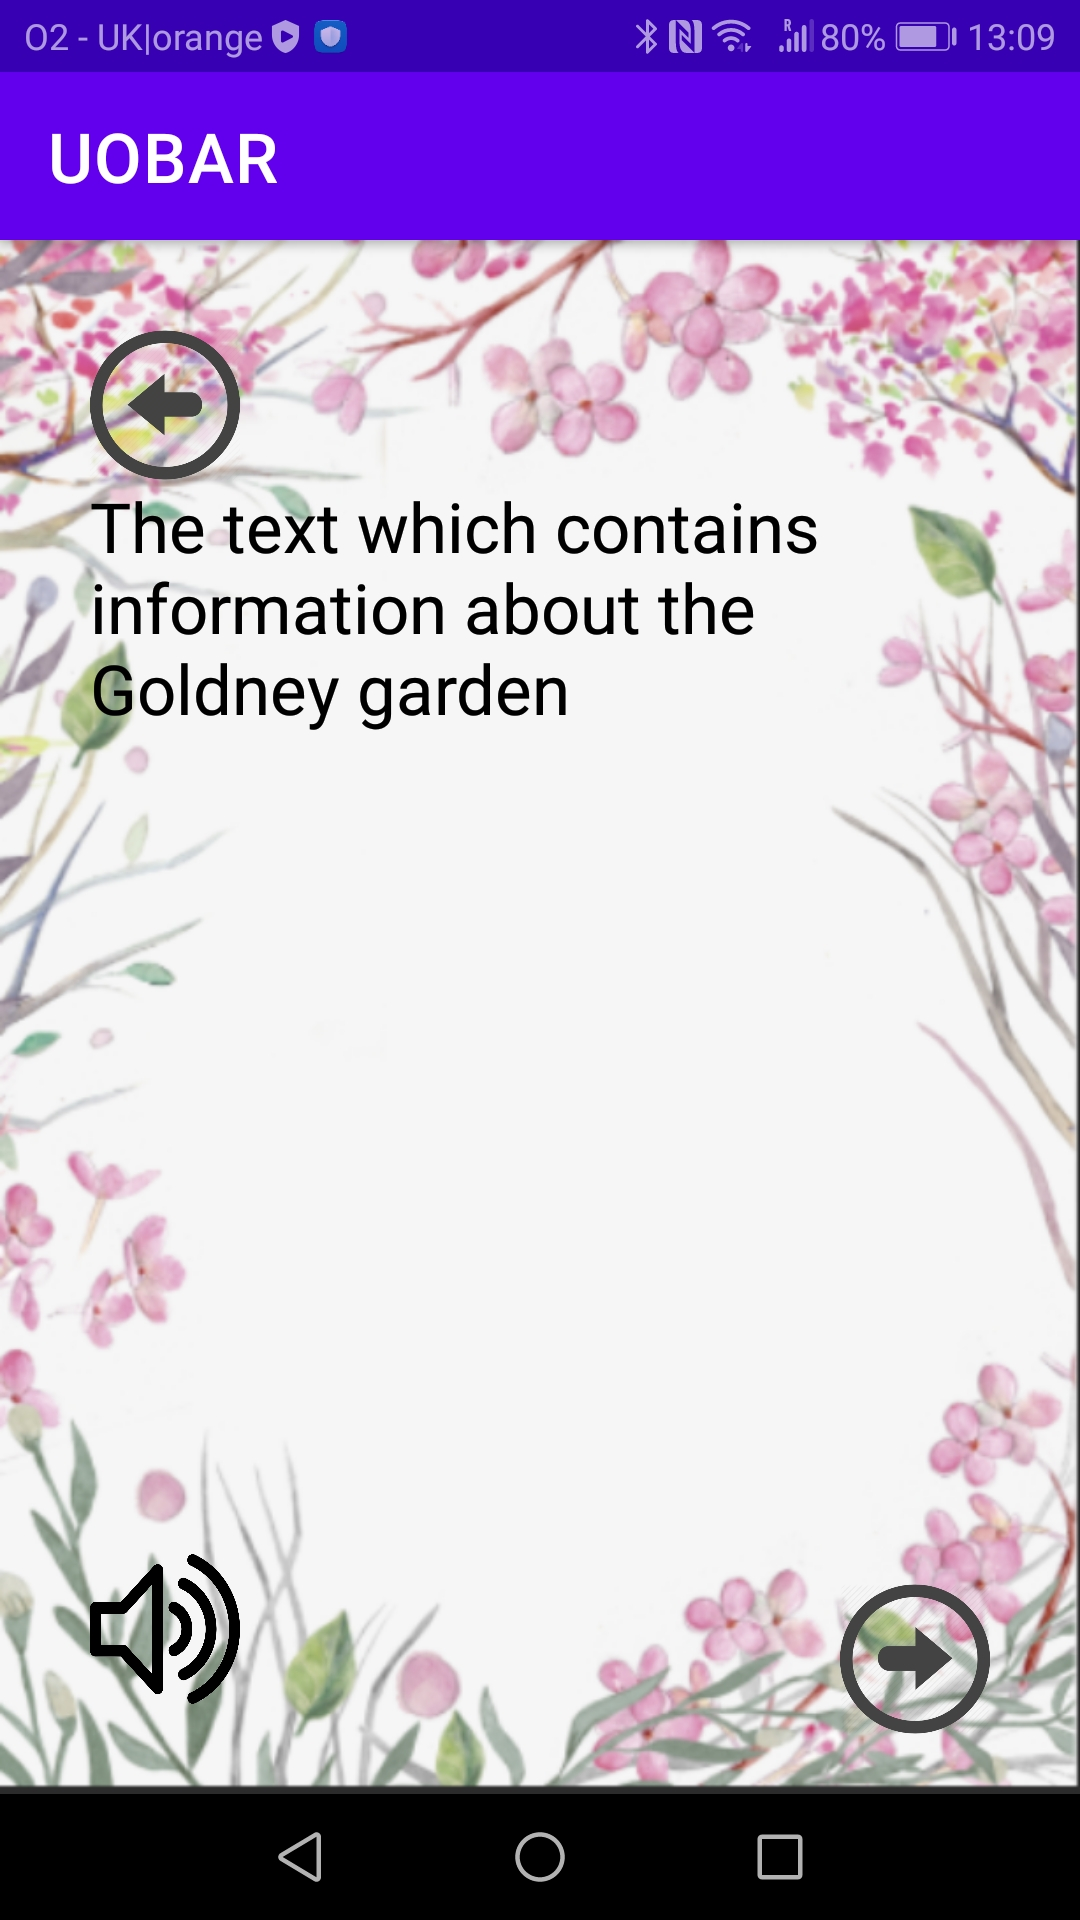 O2 - UK|orange R 80% 13:09
UOBAR
The text which contains
information about the
Goldney garden